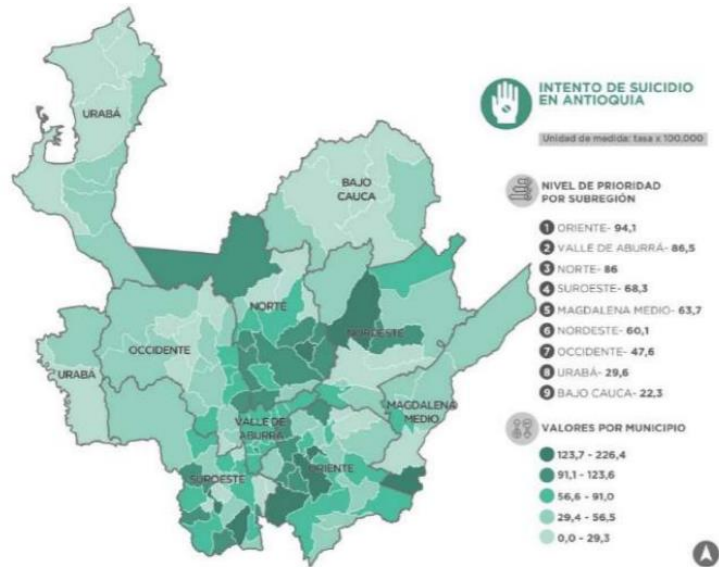 INTENTO DE SUICIDIO
EN ANTIOQUIA
Unidad de medida: tasa x 100.000
NIVEL DE PRIORIDAD
POR SUBREGIÓN
1 ORIENTE- 94,1
2 VALLE DE ABURRÁ- 86,5
3 NORTE- 86
4 SUROESTE- 68,3
5 MAGDALENA MEDIO- 63,7
6 NORDESTE- 60,1
7 OCCIDENTE- 47,6
8 URABÁ- 29,6
9 BAJO CAUCA- 22,3
VALORES POR MUNICIPIO
123,7 - 226,4
91,1 - 123,6
56,6 - 91,0
29,4 - 56,5
0,0 - 29,3
URABÁ
BAJO
CAUCA
NORTE
NORDESTE
OCCIDENTE
URABÁ
MAGDALENA
MEDIO
VALLE DE
ABURRÁ
ORIENTE
SUROESTE